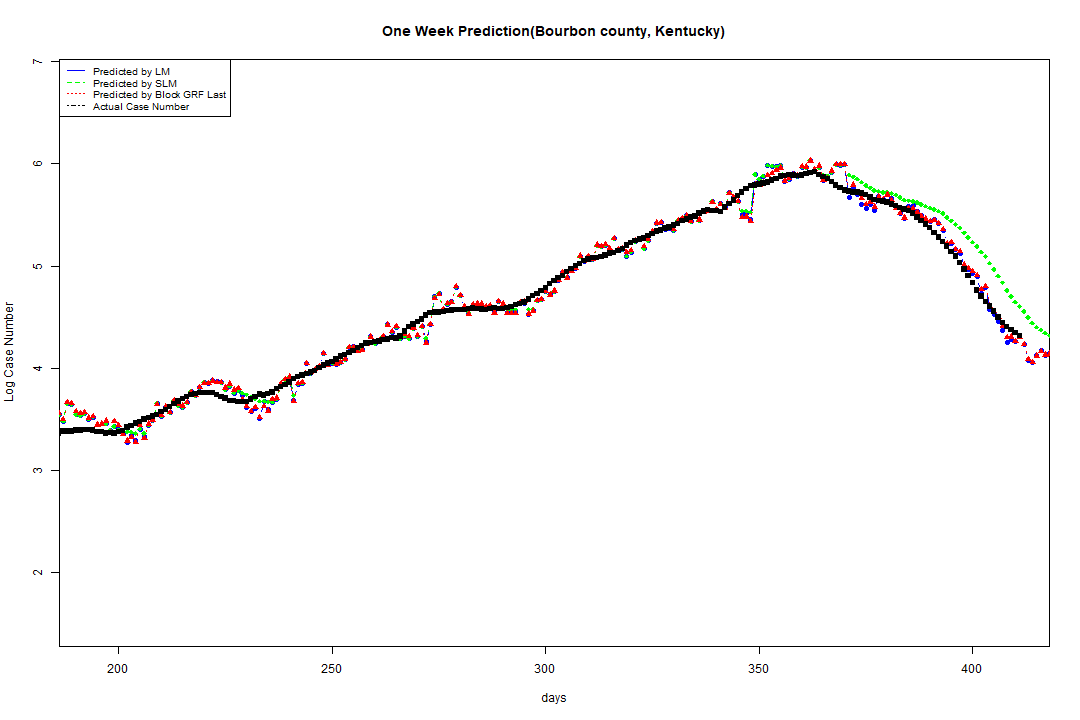 One Week Prediction(Bourbon county, Kentucky)
Predicted by LM
Predicted by SLM
Predicted by Block GRF Last
Actual Case Number
7
6
5
4
3
2
Log Case Number
200 250 300 350 400
days